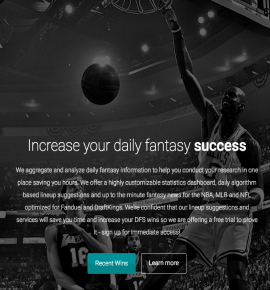 Increase your daily fantasy success
We aggregate and analyze daily fantasy information to help you conduct your research in one
place saving you hours. We offer a highly customizable statistics dashboard, daily algorithm
based lineup suggestions and up to the minute fantasy news for the NBA, MLB and NFL
optimized for Fanduel and DraftKings. We're confident that our lineup suggestions and
services will save you time and increase your DFS wins so we are offering a free trial to prove
it - sign up for immediate access!
16
Recent Wins
Learn more